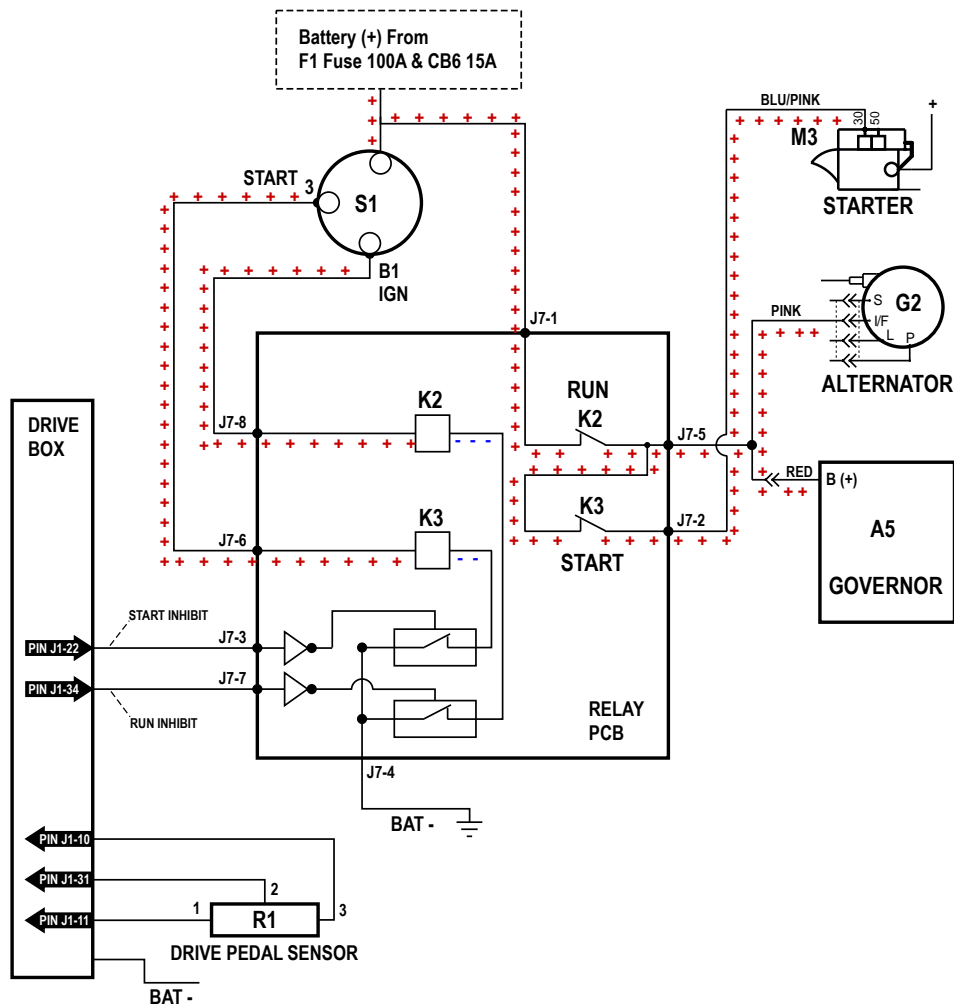 Battery (+) From
F1 Fuse 100A & CB6 15A
BLU/PINK
30
50
+
M3
STARTER
START
3
S1
B1
IGN
J7-1
PINK
S
I/F
L
P
G2
ALTERNATOR
DRIVE
BOX
J7-8
K2
RUN
K2
J7-5
RED
B (+)
A5
GOVERNOR
J7-6
K3
K3
START
J7-2
PIN J1-22
START INHIBIT
J7-3
PIN J1-34
J7-7
RUN INHIBIT
RELAY
PCB
J7-4
BAT -
PIN J1-10
PIN J1-31
2
PIN J1-11
1
R1
3
DRIVE PEDAL SENSOR
BAT -